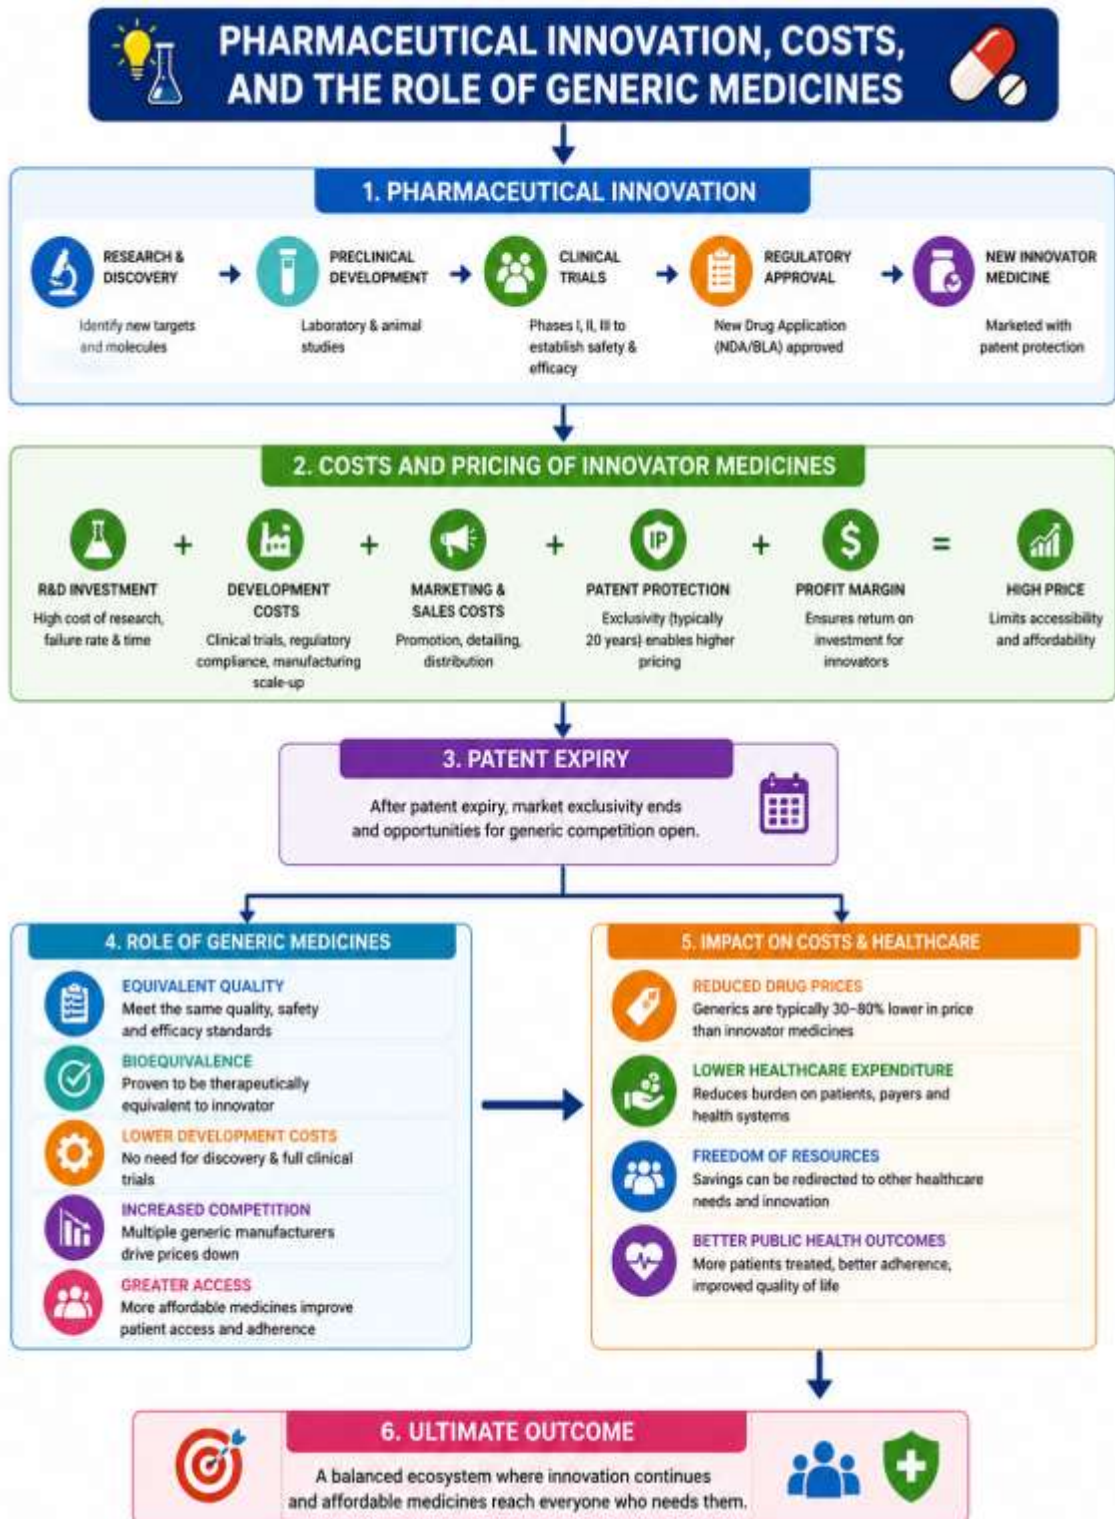 PHARMACEUTICAL INNOVATION, COSTS,
AND THE ROLE OF GENERIC MEDICINES
1. PHARMACEUTICAL INNOVATION
RESEARCH &
DISCOVERY
Identify new targets
and molecules
PRECLINICAL
DEVELOPMENT
Laboratory & animal
studies
CLINICAL
TRIALS
Phases I, II, III to
establish safety &
efficacy
REGULATORY
APPROVAL
New Drug Application
(NDA/BLA) approved
NEW INNOVATOR
MEDICINE
Marketed with
patent protection
2. COSTS AND PRICING OF INNOVATOR MEDICINES
R&D INVESTMENT
High cost of research,
failure rate & time
+
DEVELOPMENT
COSTS
Clinical trials, regulatory
compliance, manufacturing
scale-up
+
MARKETING &
SALES COSTS
Promotion, detailing,
distribution
+
IP
PATENT PROTECTION
Exclusivity (typically
20 years) enables higher
pricing
+
$
PROFIT MARGIN
Ensures return on
investment for
innovators
=
HIGH PRICE
Limits accessibility
and affordability
3. PATENT EXPIRY
After patent expiry, market exclusivity ends
and opportunities for generic competition open.
4. ROLE OF GENERIC MEDICINES
EQUIVALENT QUALITY
Meet the same quality, safety
and efficacy standards
BIOEQUIVALENCE
Proven to be therapeutically
equivalent to innovator
LOWER DEVELOPMENT COSTS
No need for discovery & full clinical
trials
INCREASED COMPETITION
Multiple generic manufacturers
drive prices down
GREATER ACCESS
More affordable medicines improve
patient access and adherence
5. IMPACT ON COSTS & HEALTHCARE
REDUCED DRUG PRICES
Generics are typically 30–80% lower in price
than innovator medicines
LOWER HEALTHCARE EXPENDITURE
Reduces burden on patients, payers and
health systems
FREEDOM OF RESOURCES
Savings can be redirected to other healthcare
needs and innovation
BETTER PUBLIC HEALTH OUTCOMES
More patients treated, better adherence,
improved quality of life
6. ULTIMATE OUTCOME
A balanced ecosystem where innovation continues
and affordable medicines reach everyone who needs them.